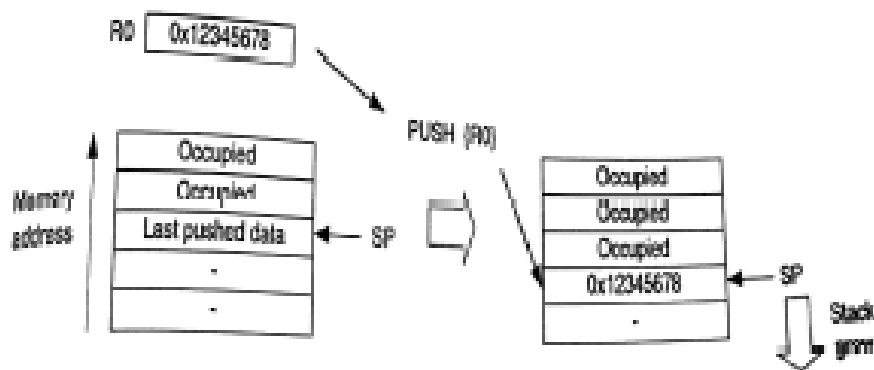 R0 0x12345678
PUSH (R0)
Memory
address
Occupied
Occupied
Last pushed data
.
.
SP
Occupied
Occupied
Occupied
0x12345678
.
SP
Stack